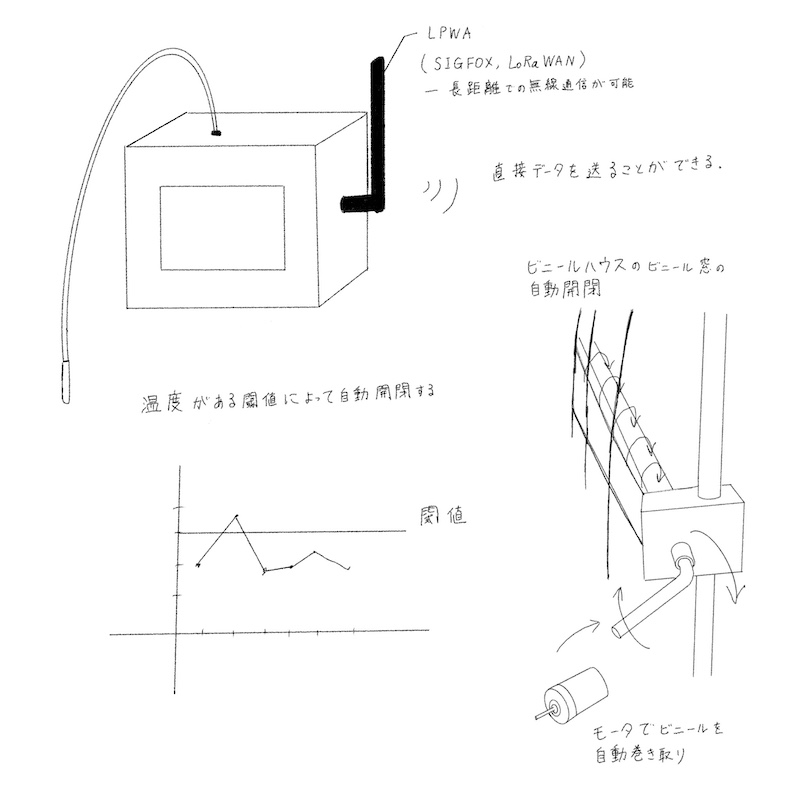 LPWA
(SIGFOX, LoRaWAN)
― 長距離での無線通信が可能
直接データを送ることができる.
ビニールハウスのビニール窓の
自動開閉
温度がある閾値によって自動開閉する
閾値
モータでビニールを
自動巻き取り